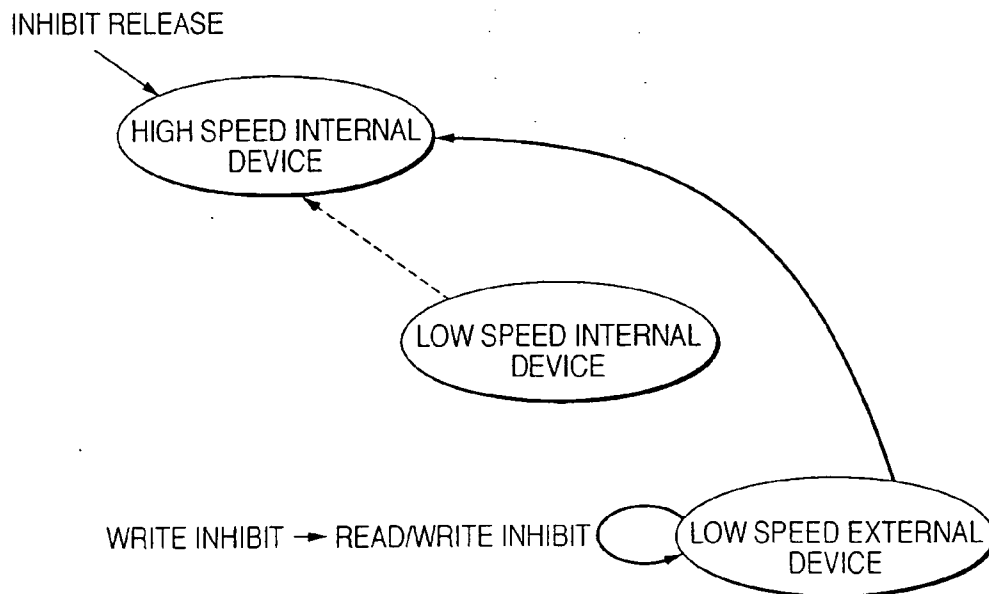 INHIBIT RELEASE
HIGH SPEED INTERNAL
DEVICE
LOW SPEED INTERNAL
DEVICE
WRITE INHIBIT → READ/WRITE INHIBIT
LOW SPEED EXTERNAL
DEVICE